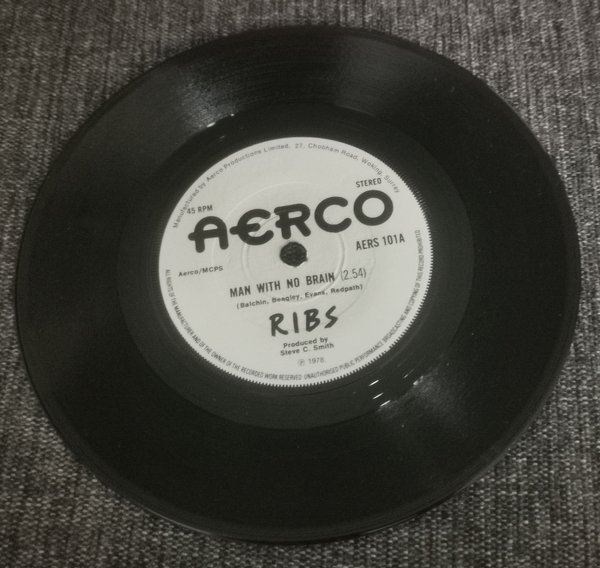 Manufactured by Aerco Productions Limited, 27, Chobham Road, Woking, Surrey
45 RPM
STEREO
AERCO
AERS 101A
Aerco/MCPS
MAN WITH NO BRAIN (2.54)
(Balchin, Beagley, Evans, Redpath)
RIBS
Produced by
Steve C. Smith
℗ 1978
ALL RIGHTS OF THE MANUFACTURER AND OF THE OWNER OF THE RECORDED WORK RESERVED. UNAUTHORISED PUBLIC PERFORMANCE, BROADCASTING AND COPYING OF THIS RECORD PROHIBITED